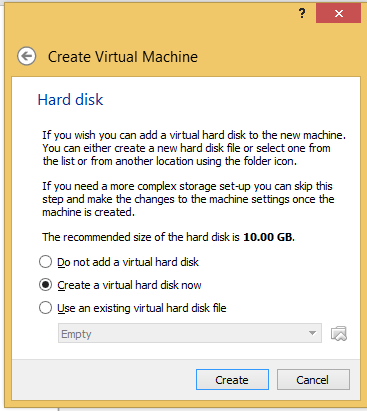 ?
Create Virtual Machine
Hard disk
If you wish you can add a virtual hard disk to the new machine.
You can either create a new hard disk file or select one from
the list or from another location using the folder icon.
If you need a more complex storage set-up you can skip this
step and make the changes to the machine settings once the
machine is created.
The recommended size of the hard disk is 10.00 GB.
Do not add a virtual hard disk
Create a virtual hard disk now
Use an existing virtual hard disk file
Empty
Create Cancel